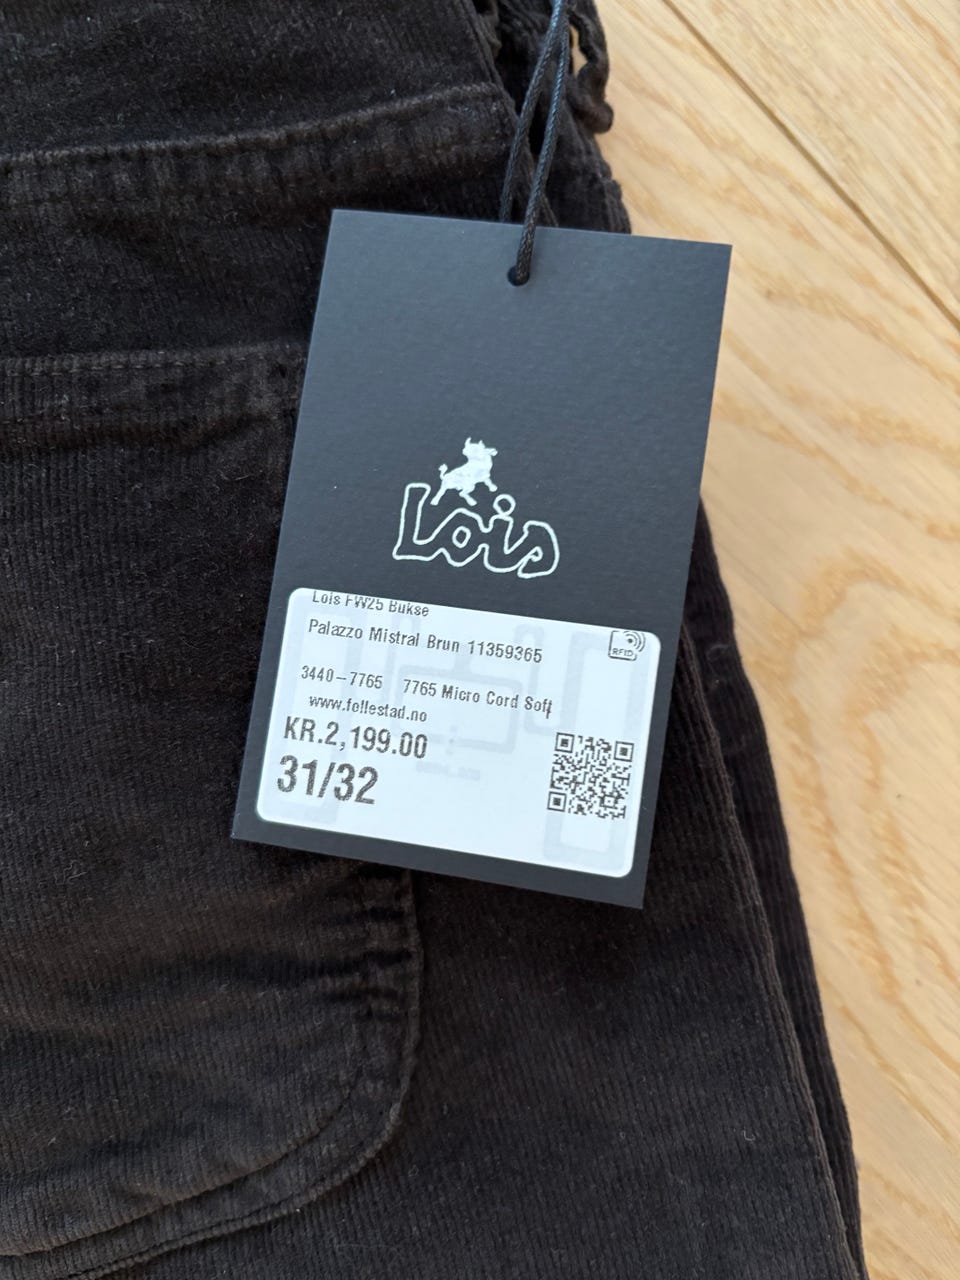 Lois
Lois FW25 Bukse
Palazzo Mistral Brun 11359365
RFID
3440-7765 7765 Micro Cord Soft
www.follestad.no
KR.2,199.00
31/32